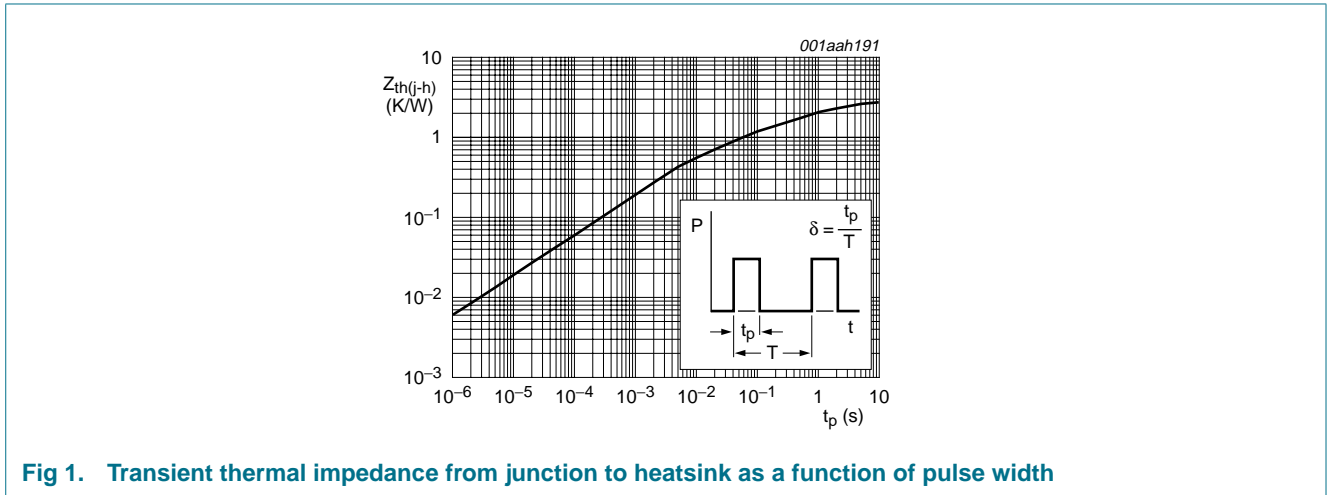 001aah191
10
Zth(j-h)
(K/W)
1
10−1
10−2
10−3
10−6 10−5 10−4 10−3 10−2 10−1 1 10
tp (s)
P
δ = tp/T
tp
t
T
Fig 1. Transient thermal impedance from junction to heatsink as a function of pulse width